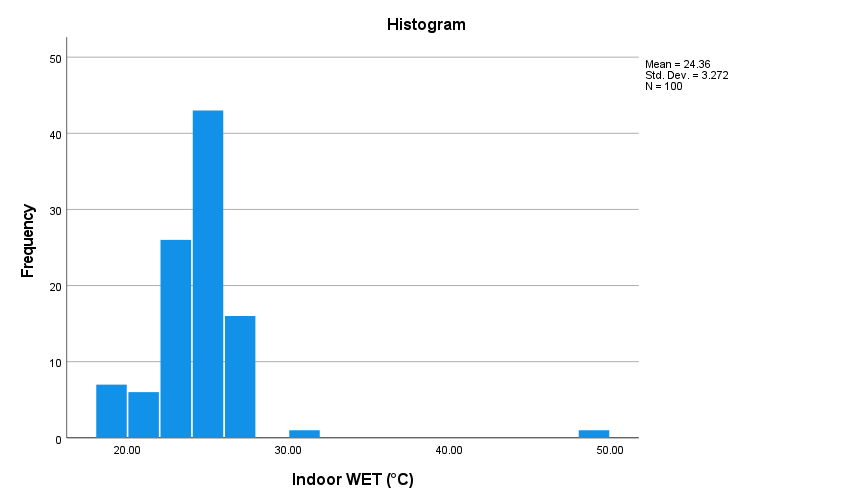 Histogram
50
40
30
20
10
0
Frequency
20.00 30.00 40.00 50.00
Indoor WET (°C)
Mean = 24.36
Std. Dev. = 3.272
N = 100